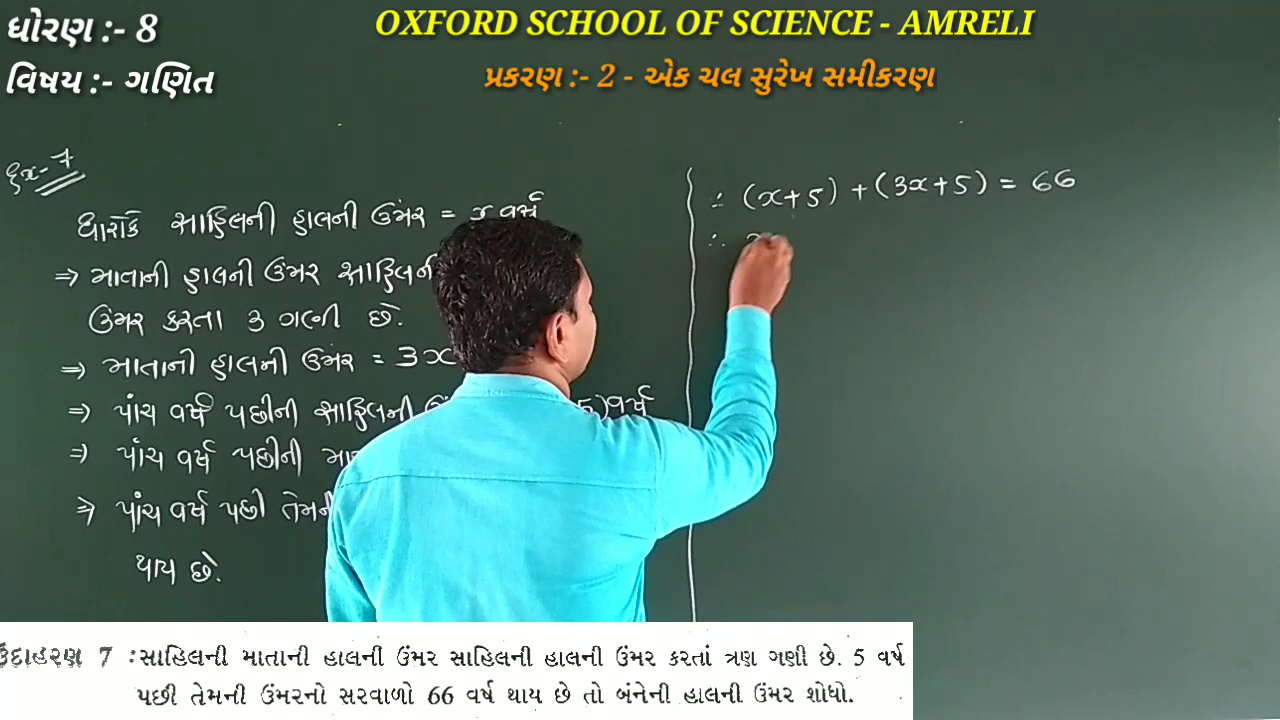 ધોરણ :- 8
OXFORD SCHOOL OF SCIENCE - AMRELI
વિષય :- ગણિત
પ્રકરણ :- 2 - એક ચલ સુરેખ સમીકરણ
Ex-7
ધારોકે સાહિલની હાલની ઉંમર = x વર્ષ
⇒ માતાની હાલની ઉંમર સાહિલની
ઉંમર કરતા 3 ગણી છે.
⇒ માતાની હાલની ઉંમર = 3x
⇒ પાંચ વર્ષ પછીની સાહિલની 5) વર્ષ
⇒ પાંચ વર્ષ પછીની
⇒ પાંચ વર્ષ પછી તેમની
થાય છે.
∴ (x+5) + (3x+5) = 66
∴
ઉદાહરણ 7 : સાહિલની માતાની હાલની ઉંમર સાહિલની હાલની ઉંમર કરતાં ત્રણ ગણી છે. 5 વર્ષ
પછી તેમની ઉંમરનો સરવાળો 66 વર્ષ થાય છે તો બંનેની હાલની ઉંમર શોધો.